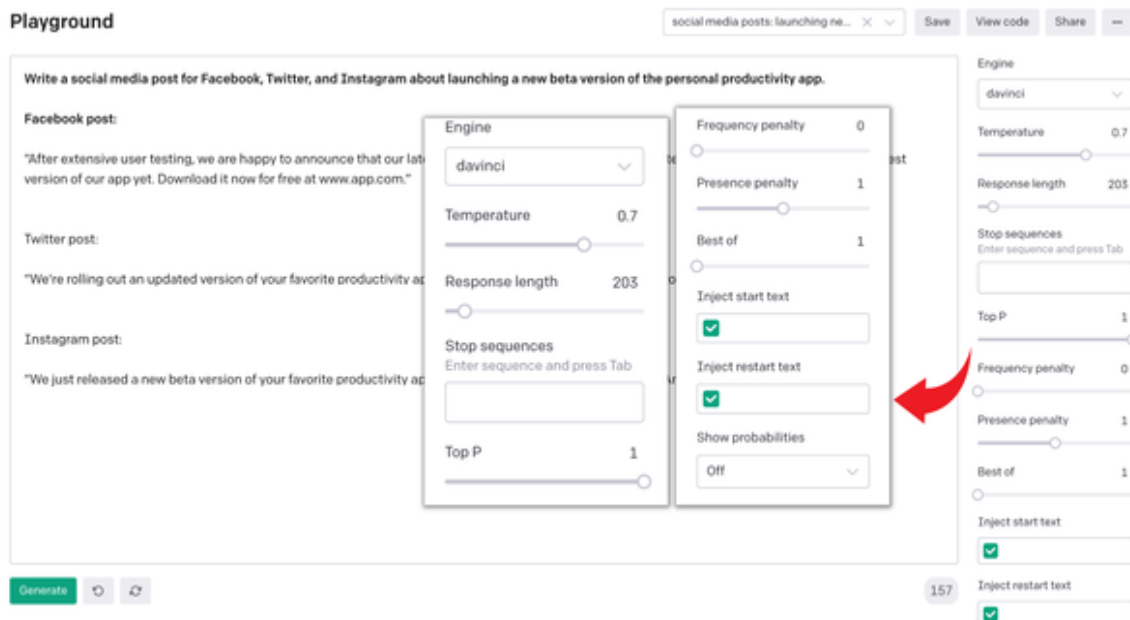 Playground
social media posts: launching ne...
Save
View code
Share
Write a social media post for Facebook, Twitter, and Instagram about launching a new beta version of the personal productivity app.
Facebook post:
"After extensive user testing, we are happy to announce that our
est
version of our app yet. Download it now for free at www.app.com."
Twitter post:
"We're rolling out an updated version of your favorite productivity
Instagram post:
"We just released a new beta version of your favorite productivity
Generate
157
Engine
davinci
Temperature 0.7
Response length 203
Stop sequences
Enter sequence and press Tab
Top P 1
Frequency penalty 0
Presence penalty 1
Best of 1
Inject start text
Inject restart text
Show probabilities
Off
Engine
davinci
Temperature 0.7
Response length 203
Stop sequences
Enter sequence and press Tab
Top P 1
Frequency penalty 0
Presence penalty 1
Best of 1
Inject start text
Inject restart text